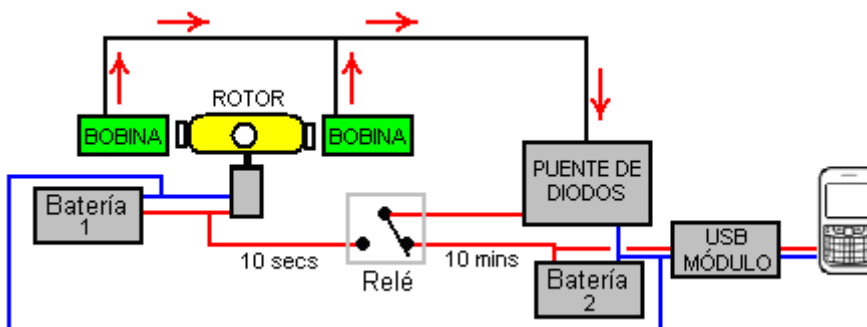 ROTOR
BOBINA
BOBINA
PUENTE DE
DIODOS
Batería
1
10 secs
Relé
10 mins
Batería
2
USB
MÓDULO